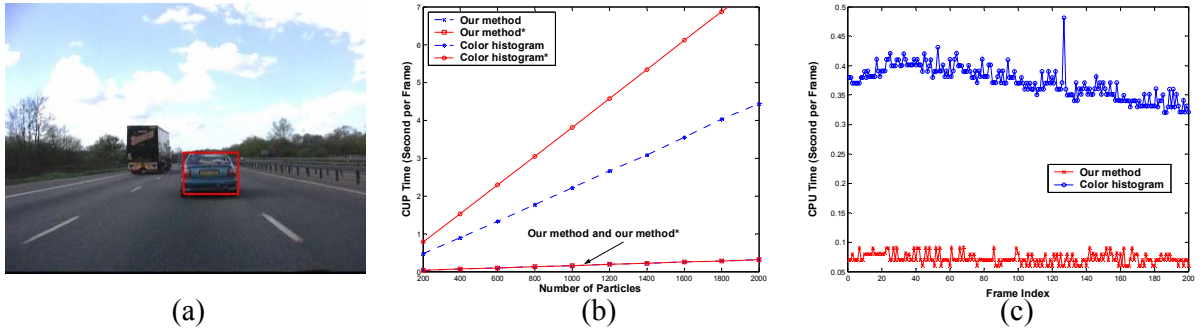 7
6
5
4
3
2
1
0
CUP Time (Second per Frame)
Our method
Our method*
Color histogram
Color histogram*
Our method and our method*
200 400 600 800 1000 1200 1400 1600 1800 2000
Number of Particles
0.5
0.45
0.4
0.35
0.3
0.25
0.2
0.15
0.1
0.05
CPU Time (Second per Frame)
Our method
Color histogram
0 20 40 60 80 100 120 140 160 180 200
Frame Index
(a) (b) (c)